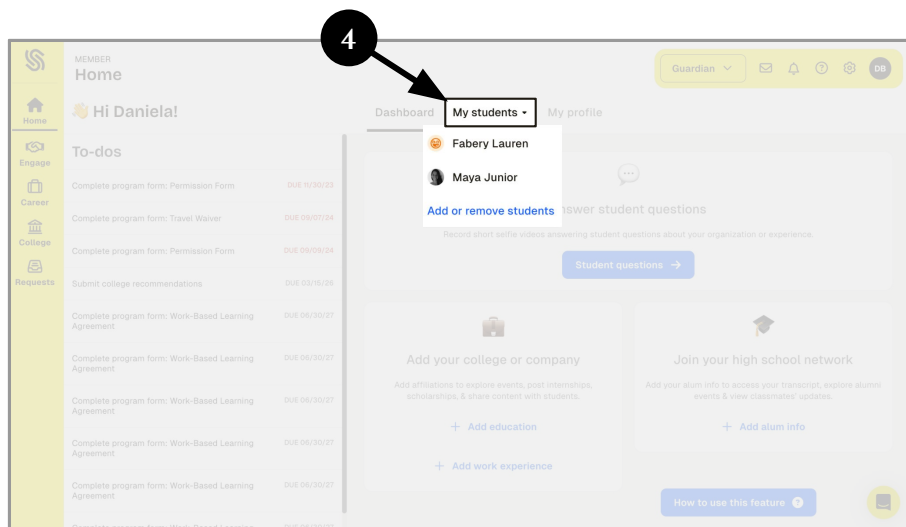 4
MEMBER
Home
Guardian
DB
Home
👋 Hi Daniela!
Dashboard
My students
My profile
Engage
Career
College
Requests
To-dos
Complete program form: Permission Form
DUE 11/30/23
Complete program form: Travel Waiver
DUE 08/07/24
Complete program form: Permission Form
DUE 09/09/24
Submit college recommendations
DUE 03/15/25
Complete program form: Work-Based Learning
Agreement
DUE 06/30/27
Complete program form: Work-Based Learning
Agreement
DUE 06/30/27
Complete program form: Work-Based Learning
Agreement
DUE 06/30/27
Complete program form: Work-Based Learning
Agreement
DUE 06/30/27
Complete program form: Work-Based Learning
Agreement
DUE 06/30/27
Fabery Lauren
Maya Junior
Add or remove students
nswer student questions
Record short selfie videos answering student questions about your organization or experience.
Student questions →
Add your college or company
Add affiliations to explore events, post internships,
scholarships, & share content with students.
+ Add education
+ Add work experience
Join your high school network
Add your alum info to access your transcript, explore alumni
events & view classmates' updates.
+ Add alum info
How to use this feature ?